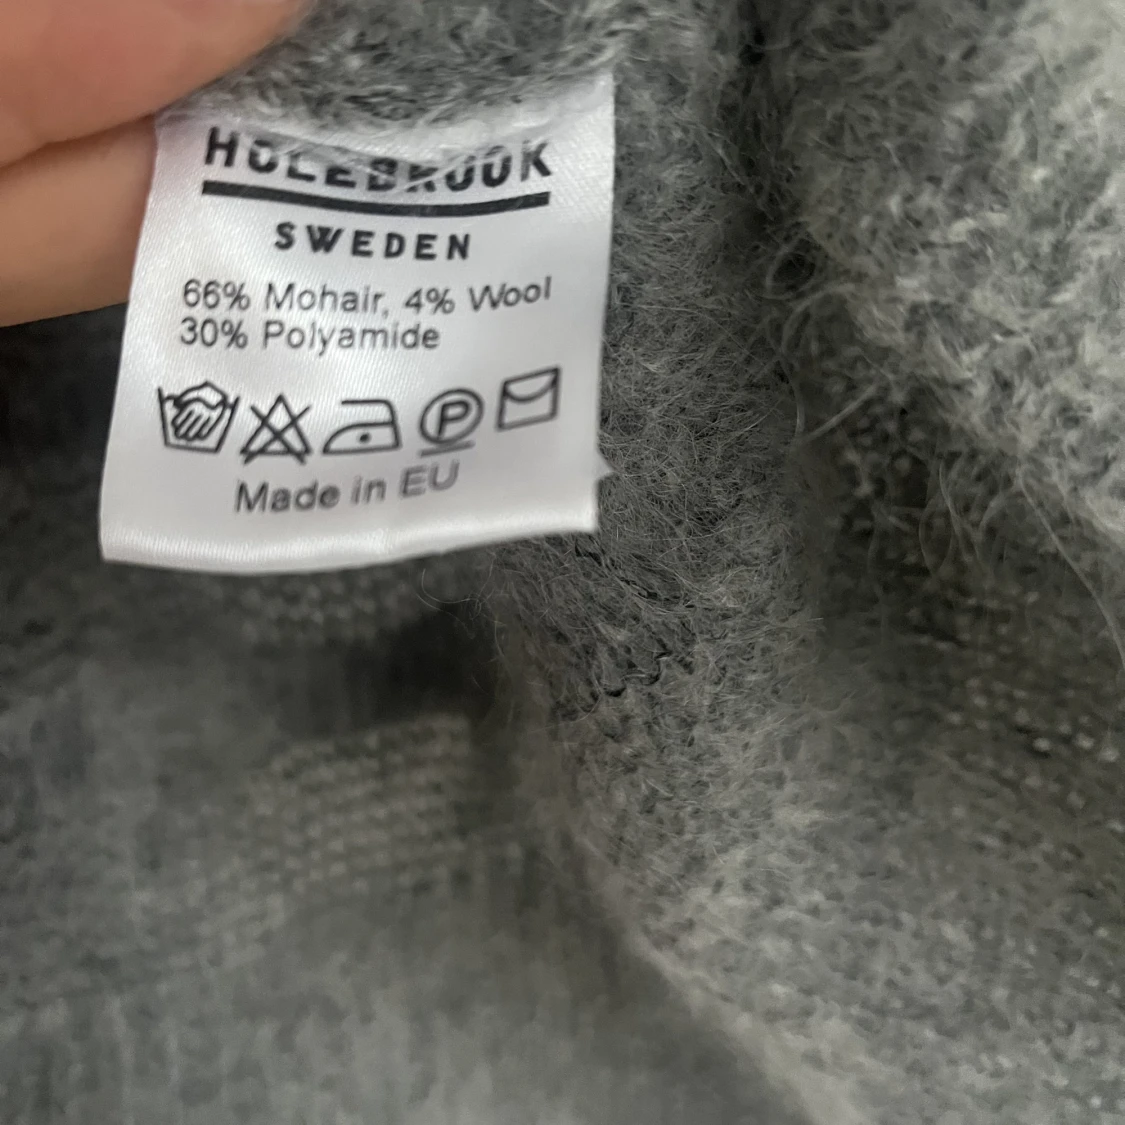 HOLEBROOK
SWEDEN
66% Mohair, 4% Wool
30% Polyamide
P
Made in EU